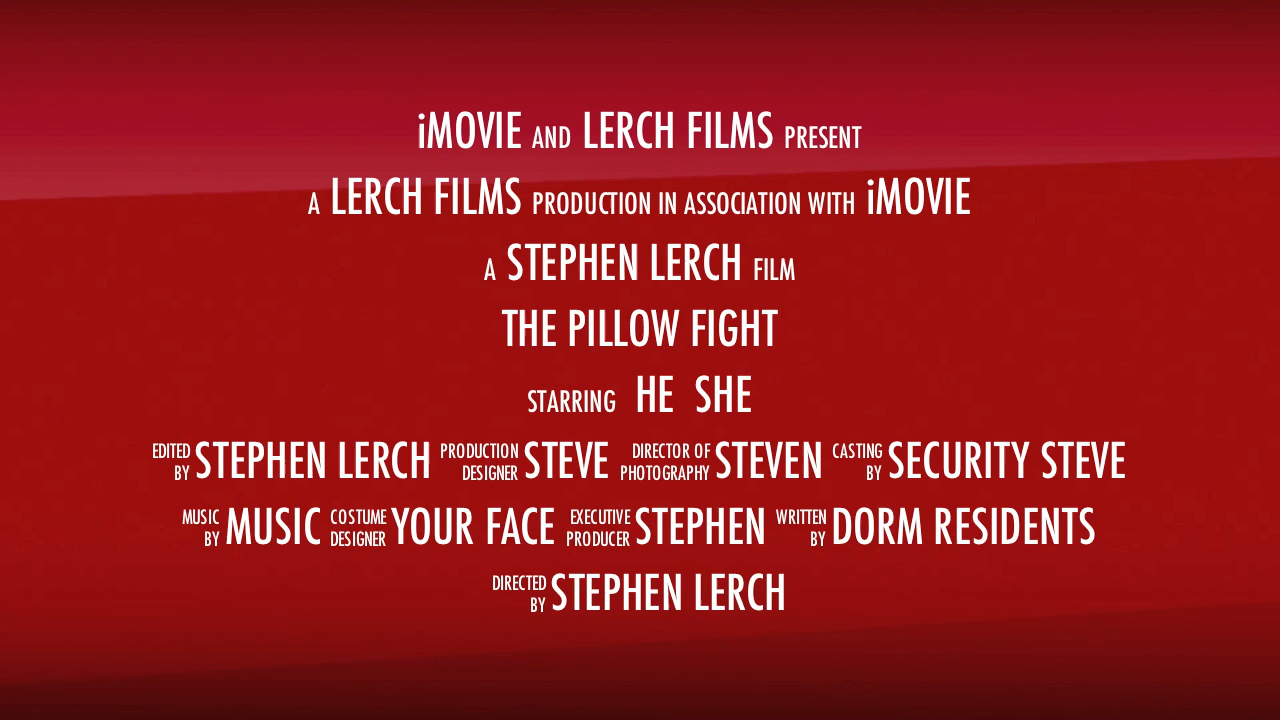 iMOVIE AND LERCH FILMS PRESENT
A LERCH FILMS PRODUCTION IN ASSOCIATION WITH iMOVIE
A STEPHEN LERCH FILM
THE PILLOW FIGHT
STARRING HE SHE
EDITED BY STEPHEN LERCH PRODUCTION DESIGNER STEVE DIRECTOR OF PHOTOGRAPHY STEVEN CASTING BY SECURITY STEVE
MUSIC BY MUSIC COSTUME DESIGNER YOUR FACE EXECUTIVE PRODUCER STEPHEN WRITTEN BY DORM RESIDENTS
DIRECTED BY STEPHEN LERCH